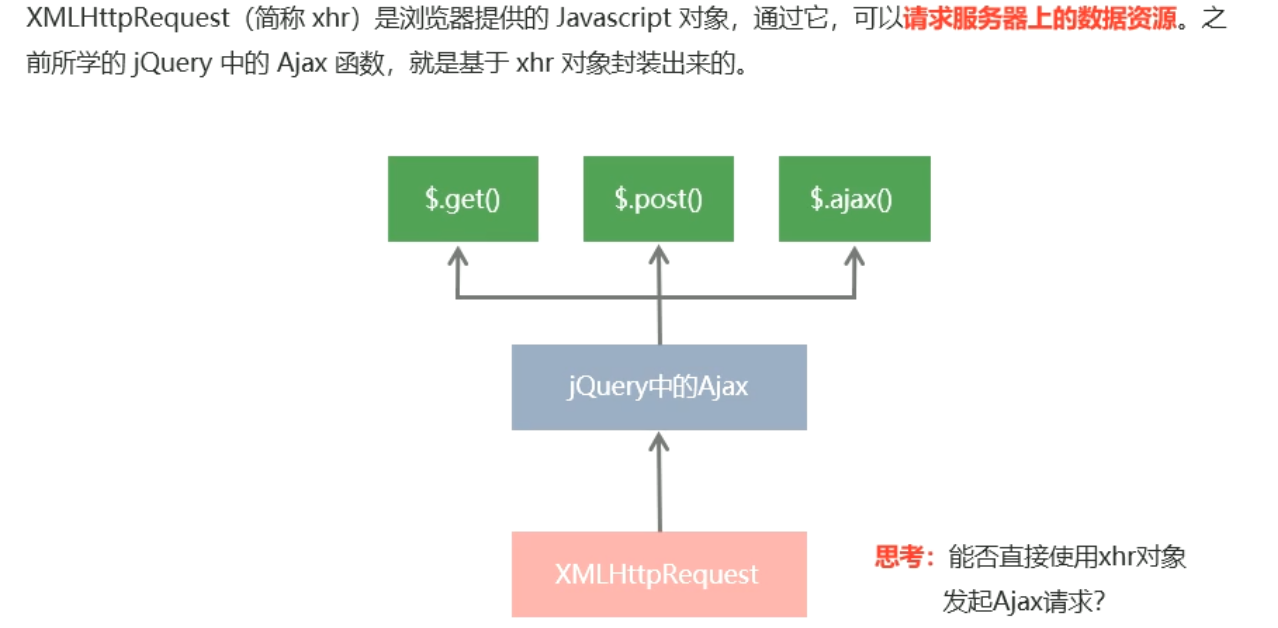 XMLHttpRequest（简称 xhr）是浏览器提供的 Javascript 对象，通过它，可以请求服务器上的数据资源。之
前所学的 jQuery 中的 Ajax 函数，就是基于 xhr 对象封装出来的。
$.get() $.post() $.ajax()
jQuery中的Ajax
XMLHttpRequest
思考：能否直接使用xhr对象
发起Ajax请求？